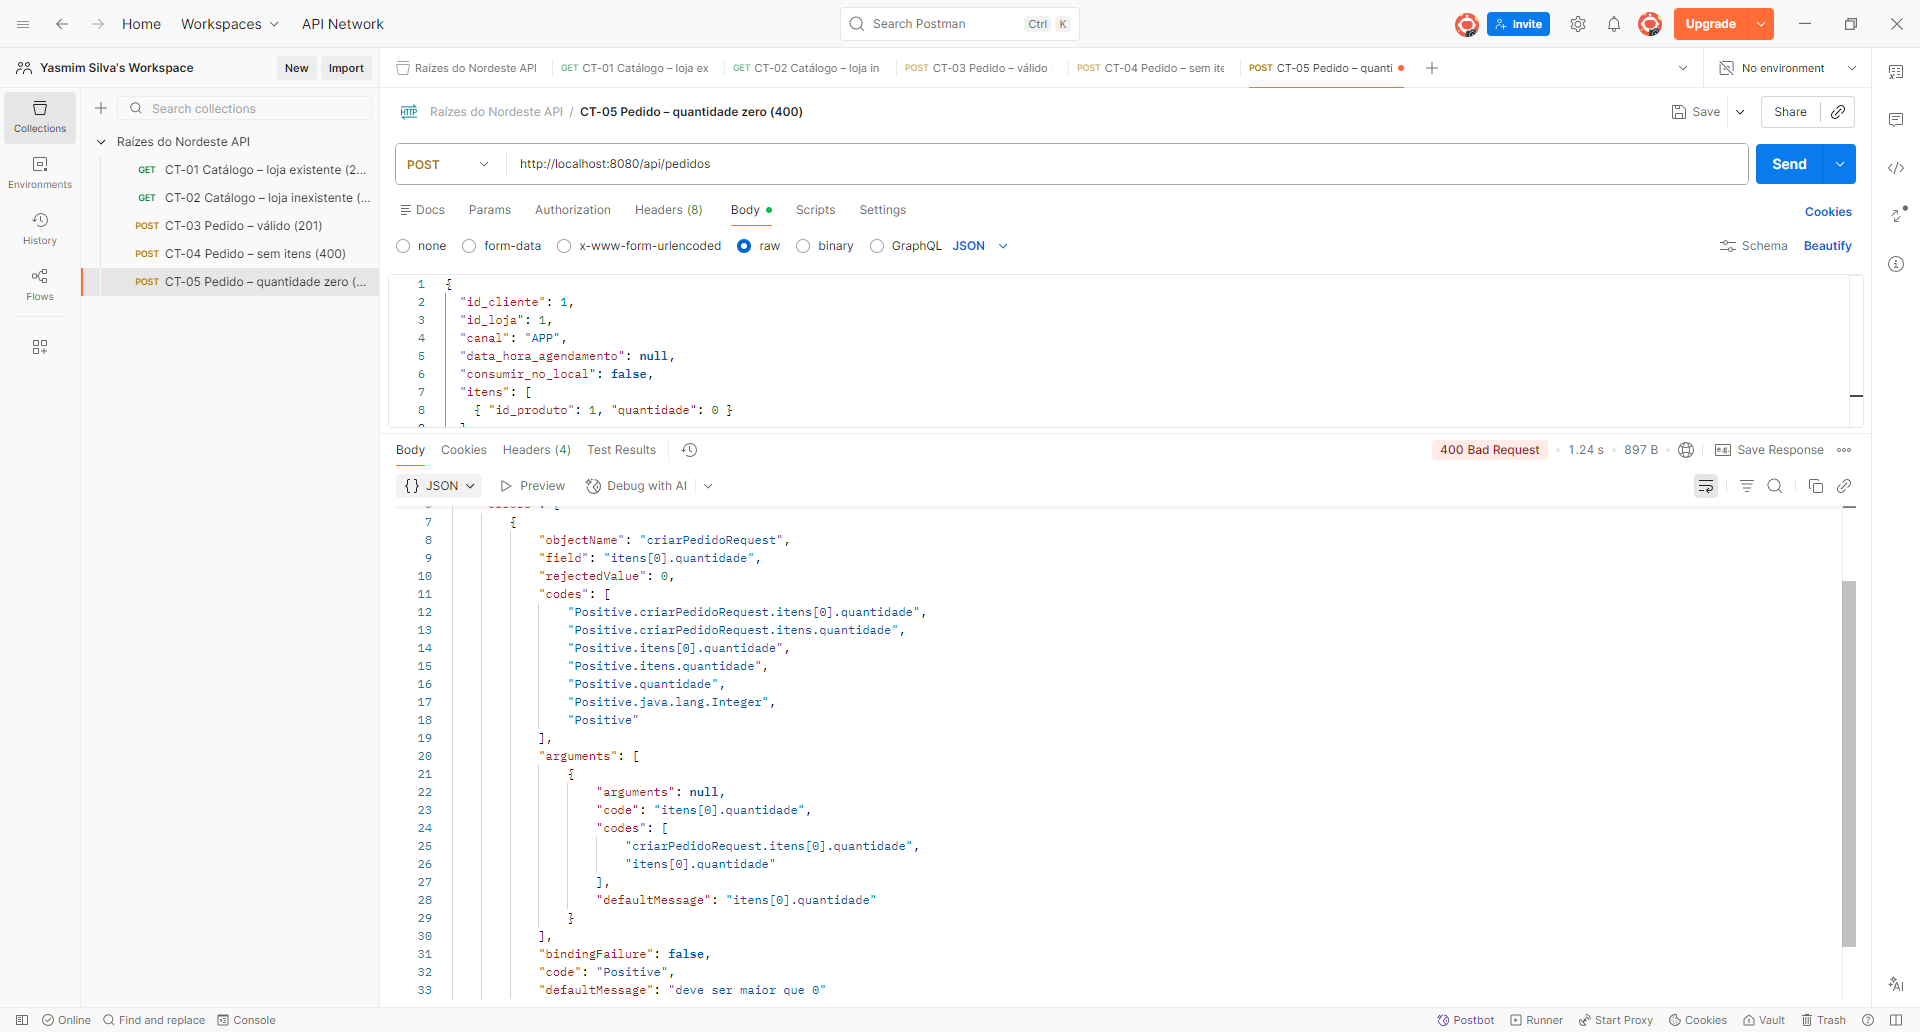 Home
Workspaces
API Network
Search Postman
Ctrl
K
Invite
Upgrade
Yasmim Silva's Workspace
New
Import
Raízes do Nordeste API
GET CT-01 Catálogo – loja ex
GET CT-02 Catálogo – loja in
POST CT-03 Pedido – válido
POST CT-04 Pedido – sem ite
POST CT-05 Pedido – quanti
No environment
Collections
Environments
History
Flows
Search collections
Raízes do Nordeste API
GET CT-01 Catálogo – loja existente (2...
GET CT-02 Catálogo – loja inexistente (...
POST CT-03 Pedido – válido (201)
POST CT-04 Pedido – sem itens (400)
POST CT-05 Pedido – quantidade zero (...
HTTP
Raízes do Nordeste API / CT-05 Pedido – quantidade zero (400)
Save
Share
POST
http://localhost:8080/api/pedidos
Send
Docs
Params
Authorization
Headers (8)
Body
Scripts
Settings
Cookies
none
form-data
x-www-form-urlencoded
raw
binary
GraphQL
JSON
Schema
Beautify
1 {
2 "id_cliente": 1,
3 "id_loja": 1,
4 "canal": "APP",
5 "data_hora_agendamento": null,
6 "consumir_no_local": false,
7 "itens": [
8 { "id_produto": 1, "quantidade": 0 }
Body
Cookies
Headers (4)
Test Results
400 Bad Request
1.24 s
897 B
e.g.
Save Response
{} JSON
Preview
Debug with AI
7 {
8 "objectName": "criarPedidoRequest",
9 "field": "itens[0].quantidade",
10 "rejectedValue": 0,
11 "codes": [
12 "Positive.criarPedidoRequest.itens[0].quantidade",
13 "Positive.criarPedidoRequest.itens.quantidade",
14 "Positive.itens[0].quantidade",
15 "Positive.itens.quantidade",
16 "Positive.quantidade",
17 "Positive.java.lang.Integer",
18 "Positive"
19 ],
20 "arguments": [
21 {
22 "arguments": null,
23 "code": "itens[0].quantidade",
24 "codes": [
25 "criarPedidoRequest.itens[0].quantidade",
26 "itens[0].quantidade"
27 ],
28 "defaultMessage": "itens[0].quantidade"
29 }
30 ],
31 "bindingFailure": false,
32 "code": "Positive",
33 "defaultMessage": "deve ser maior que 0"
AI
Online
Find and replace
Console
Postbot
Runner
Start Proxy
Cookies
Vault
Trash